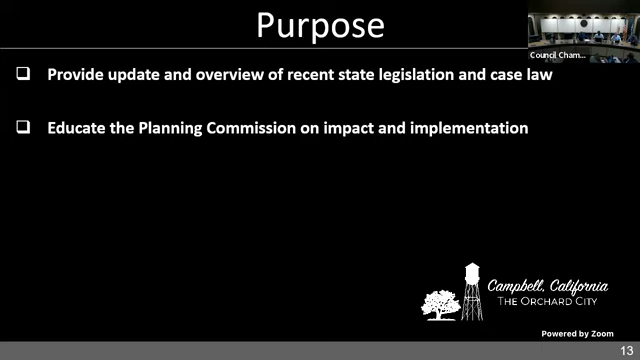 Purpose
Council Cham...
❑ Provide update and overview of recent state legislation and case law
❑ Educate the Planning Commission on impact and implementation
Campbell, California
THE ORCHARD CITY
Powered by Zoom
13